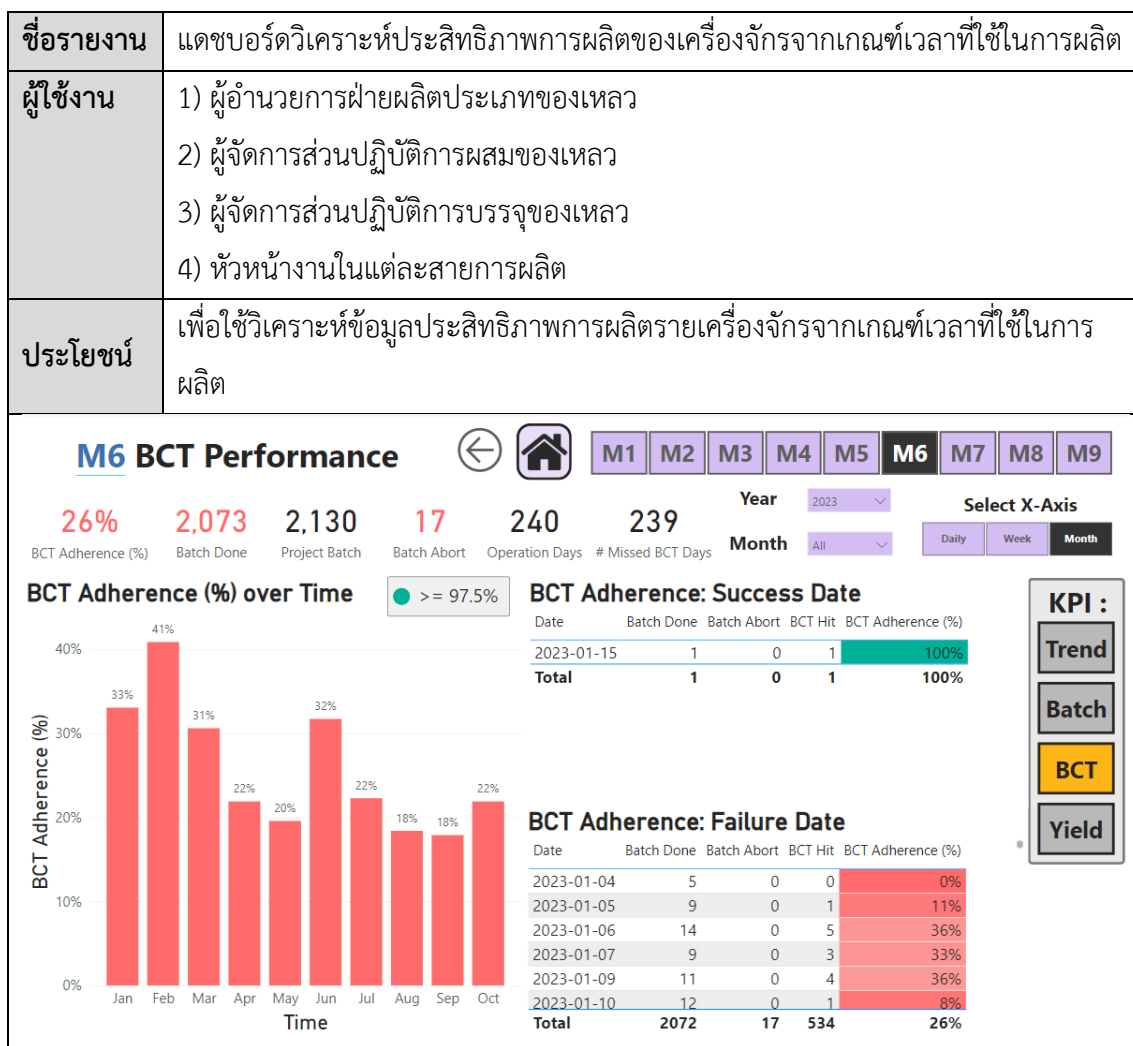 ชื่อรายงาน แดชบอร์ดวิเคราะห์ประสิทธิภาพการผลิตของเครื่องจักรจากเกณฑ์เวลาที่ใช้ในการผลิต
ผู้ใช้งาน 1) ผู้อำนวยการฝ่ายผลิตประเภทของเหลว
2) ผู้จัดการส่วนปฏิบัติการผสมของเหลว
3) ผู้จัดการส่วนปฏิบัติการบรรจุของเหลว
4) หัวหน้างานในแต่ละสายการผลิต
ประโยชน์ เพื่อใช้วิเคราะห์ข้อมูลประสิทธิภาพการผลิตรายเครื่องจักรจากเกณฑ์เวลาที่ใช้ในการ
ผลิต
M6 BCT Performance M1 M2 M3 M4 M5 M6 M7 M8 M9
26% 2,073 2,130 17 240 239
BCT Adherence (%) Batch Done Project Batch Batch Abort Operation Days # Missed BCT Days
Year 2023
Month All
Select X-Axis
Daily Week Month
BCT Adherence (%) over Time >= 97.5%
BCT Adherence (%)
40%
30%
20%
10%
0%
33% 41% 31% 22% 20% 32% 22% 18% 18% 22%
Jan Feb Mar Apr May Jun Jul Aug Sep Oct
Time
BCT Adherence: Success Date
Date Batch Done Batch Abort BCT Hit BCT Adherence (%)
2023-01-15 1 0 1 100%
Total 1 0 1 100%
BCT Adherence: Failure Date
Date Batch Done Batch Abort BCT Hit BCT Adherence (%)
2023-01-04 5 0 0 0%
2023-01-05 9 0 1 11%
2023-01-06 14 0 5 36%
2023-01-07 9 0 3 33%
2023-01-09 11 0 4 36%
2023-01-10 12 0 1 8%
Total 2072 17 534 26%
KPI :
Trend
Batch
BCT
Yield